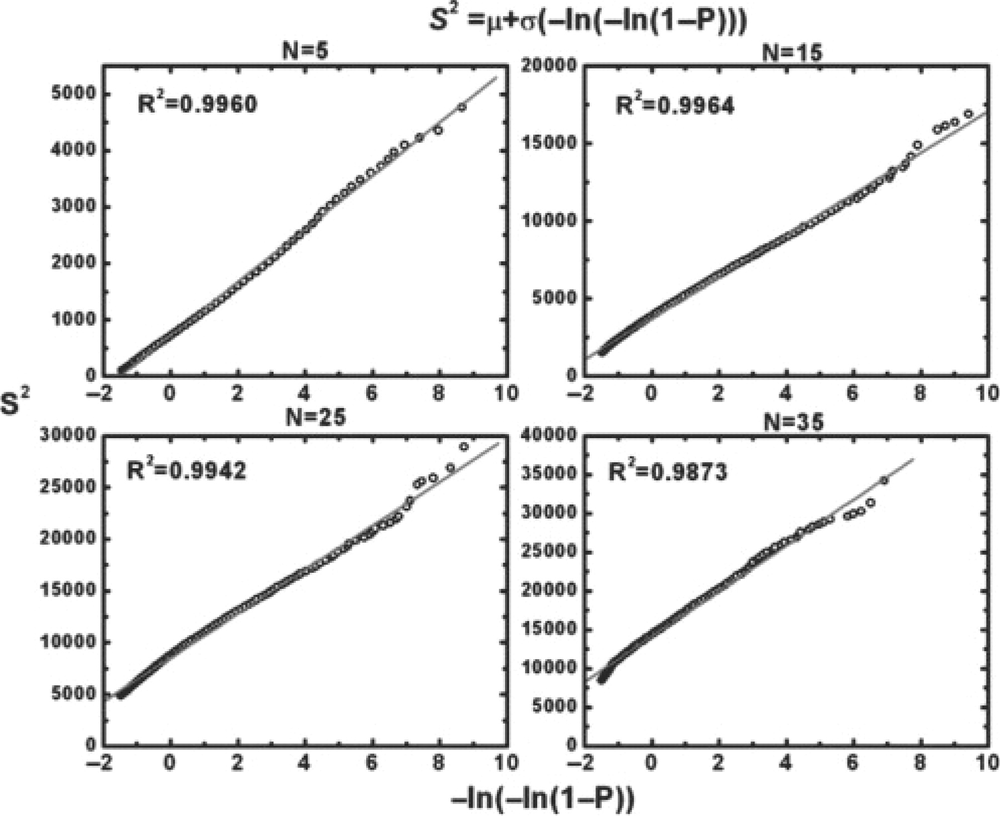 S² =μ+σ(–ln(–ln(1–P)))
N=5
R²=0.9960
5000
4000
3000
2000
1000
0
–2 0 2 4 6 8 10
N=15
R²=0.9964
20000
15000
10000
5000
0
–2 0 2 4 6 8 10
S²
N=25
R²=0.9942
30000
25000
20000
15000
10000
5000
0
–2 0 2 4 6 8 10
N=35
R²=0.9873
40000
35000
30000
25000
20000
15000
10000
5000
0
–2 0 2 4 6 8 10
–ln(–ln(1–P))